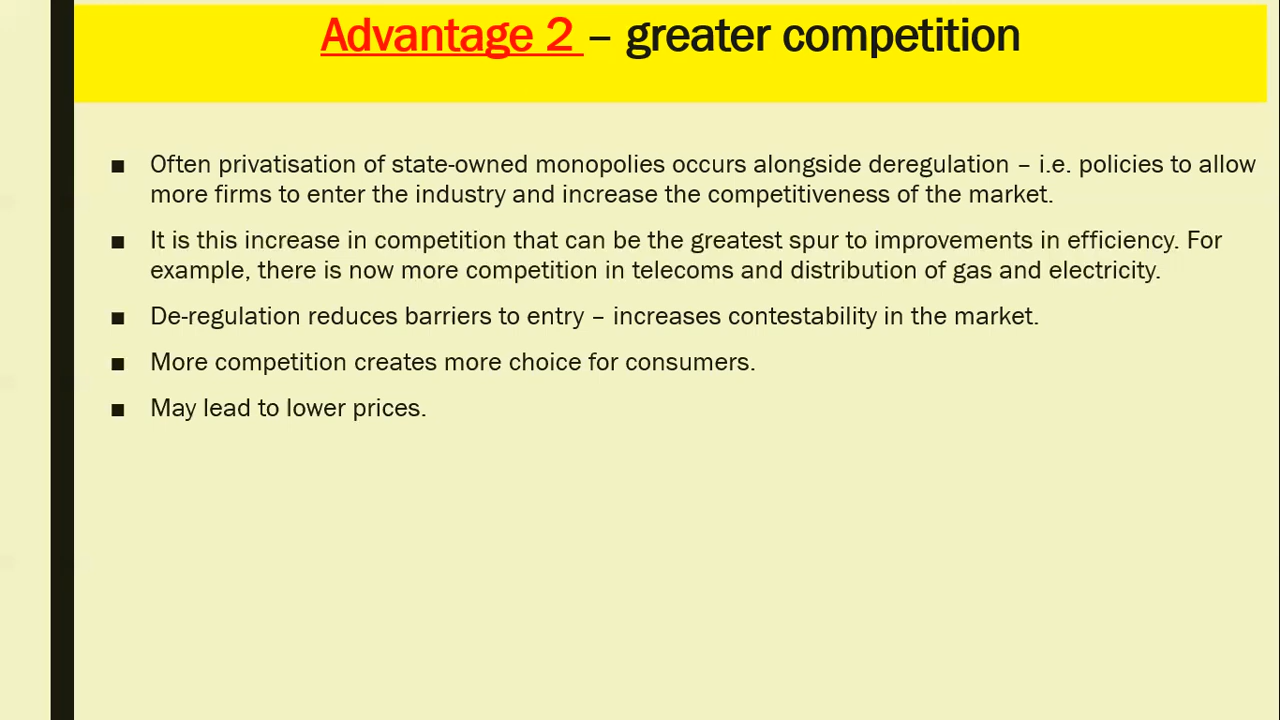 Advantage 2 – greater competition
■ Often privatisation of state-owned monopolies occurs alongside deregulation – i.e. policies to allow
more firms to enter the industry and increase the competitiveness of the market.
■ It is this increase in competition that can be the greatest spur to improvements in efficiency. For
example, there is now more competition in telecoms and distribution of gas and electricity.
■ De-regulation reduces barriers to entry – increases contestability in the market.
■ More competition creates more choice for consumers.
■ May lead to lower prices.